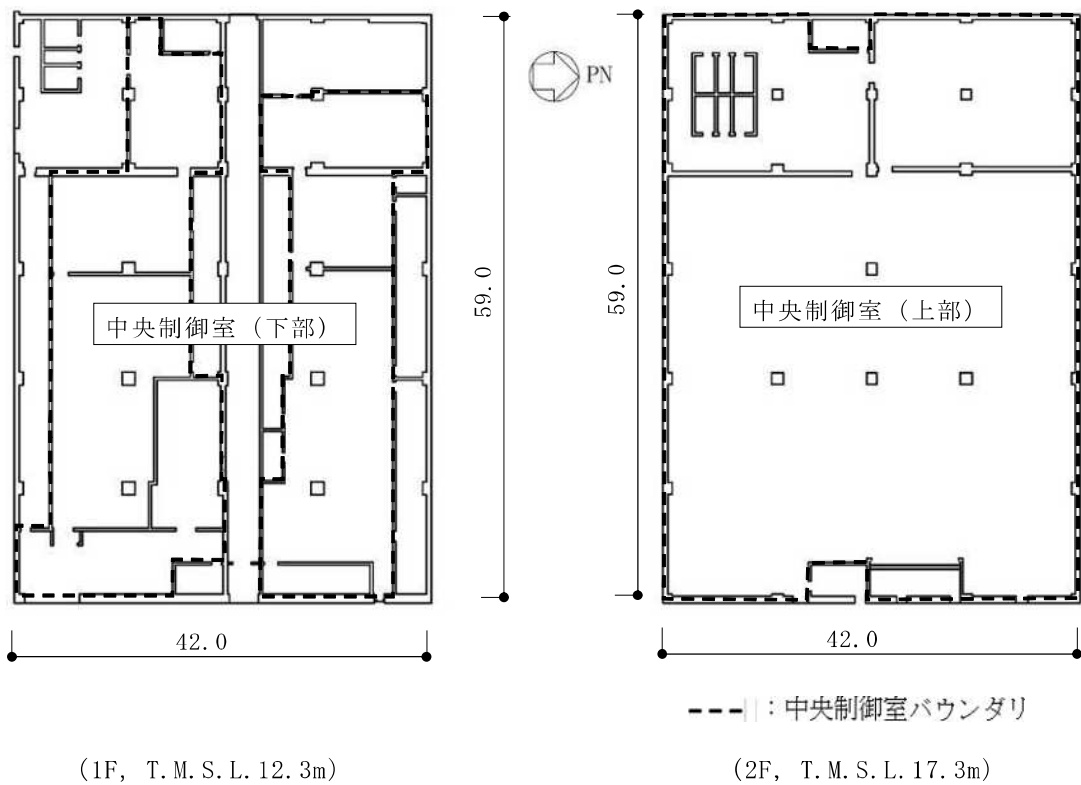 PN
59.0
59.0
中央制御室（下部）
中央制御室（上部）
42.0
42.0
：中央制御室バウンダリ
(1F, T.M.S.L.12.3m)
(2F, T.M.S.L.17.3m)